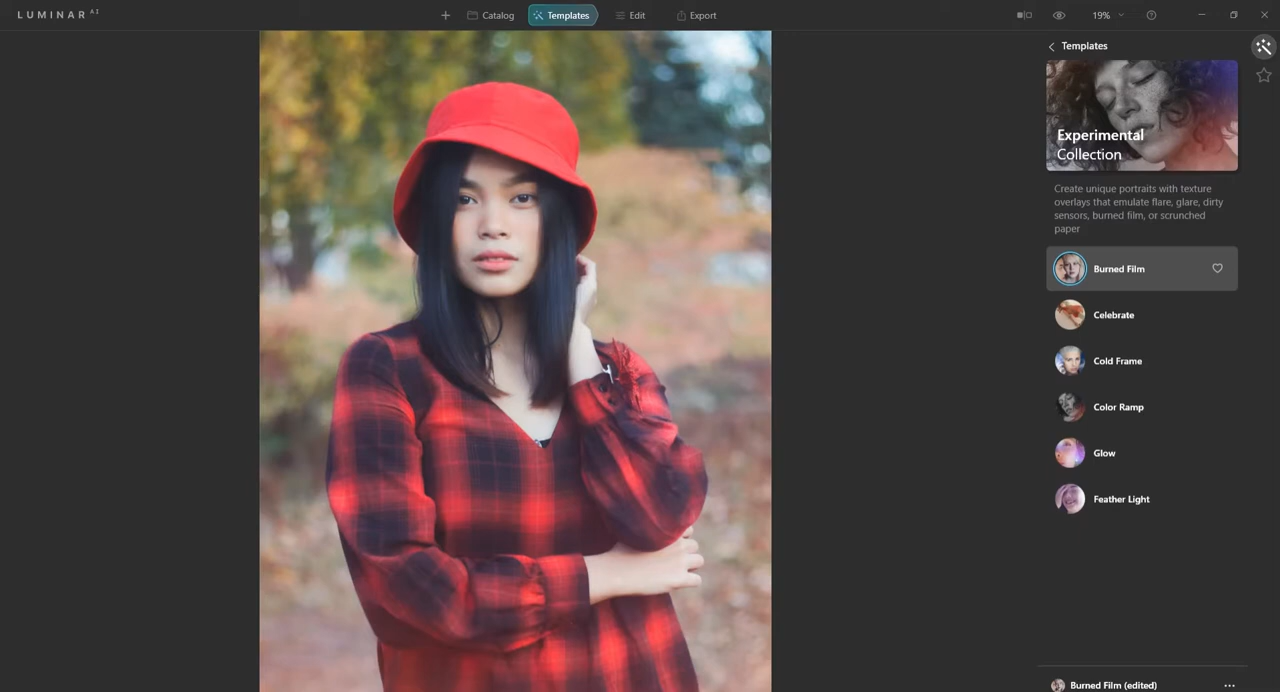 LUMINAR AI
Catalog
Templates
Edit
Export
19%
Templates
Experimental
Collection
Create unique portraits with texture
overlays that emulate flare, glare, dirty
sensors, burned film, or scrunched
paper
Burned Film
Celebrate
Cold Frame
Color Ramp
Glow
Feather Light
Burned Film (edited)